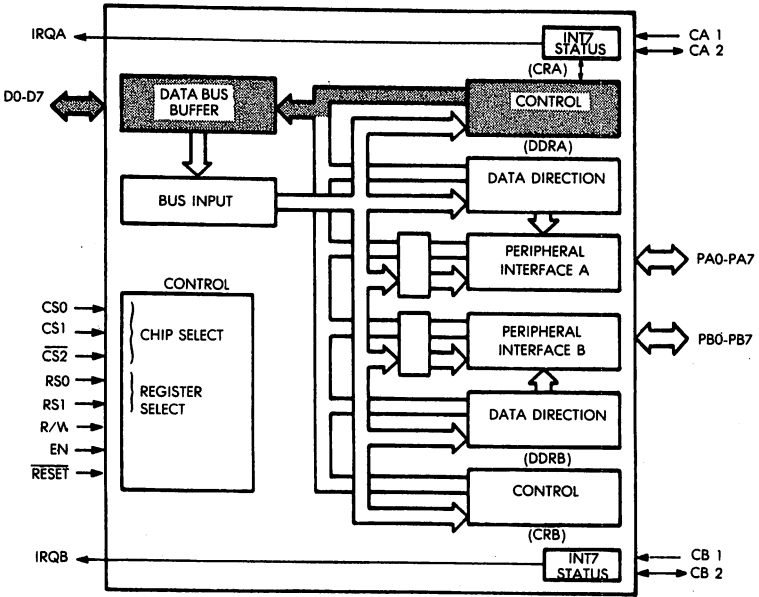 IRQA
INT7
STATUS
CA 1
CA 2
(CRA)
D0-D7
DATA BUS
BUFFER
CONTROL
(DDRA)
BUS INPUT
DATA DIRECTION
PERIPHERAL
INTERFACE A
PA0-PA7
CONTROL
CS0
CS1
CS2
CHIP SELECT
RS0
RS1
REGISTER
SELECT
R/W
EN
RESET
PERIPHERAL
INTERFACE B
PB0-PB7
DATA DIRECTION
(DDRB)
CONTROL
(CRB)
IRQB
INT7
STATUS
CB 1
CB 2